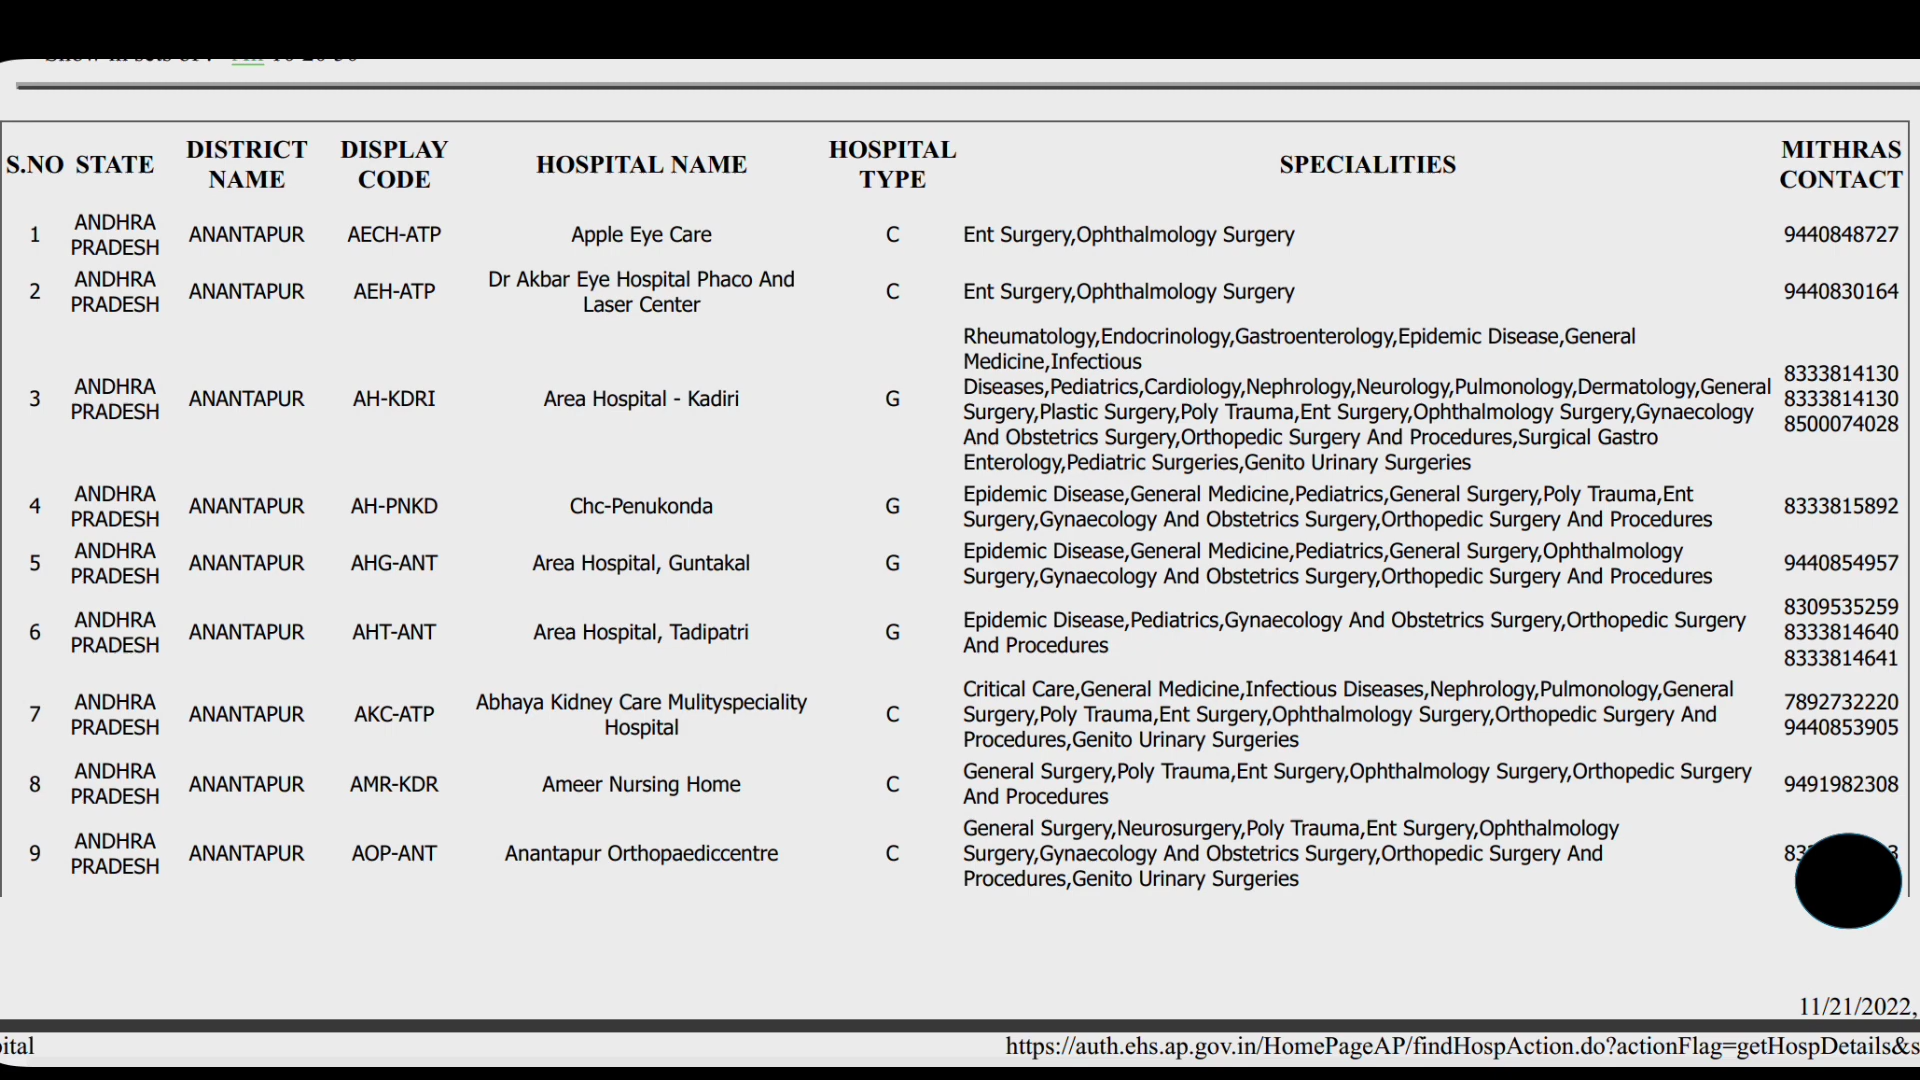 S.NO STATE DISTRICT NAME DISPLAY CODE HOSPITAL NAME HOSPITAL TYPE SPECIALITIES MITHRAS CONTACT
1 ANDHRA PRADESH ANANTAPUR AECH-ATP Apple Eye Care C Ent Surgery,Ophthalmology Surgery 9440848727
2 ANDHRA PRADESH ANANTAPUR AEH-ATP Dr Akbar Eye Hospital Phaco And Laser Center C Ent Surgery,Ophthalmology Surgery 9440830164
3 ANDHRA PRADESH ANANTAPUR AH-KDRI Area Hospital - Kadiri G
Rheumatology,Endocrinology,Gastroenterology,Epidemic Disease,General
Medicine,Infectious
Diseases,Pediatrics,Cardiology,Nephrology,Neurology,Pulmonology,Dermatology,General
Surgery,Plastic Surgery,Poly Trauma,Ent Surgery,Ophthalmology Surgery,Gynaecology
And Obstetrics Surgery,Orthopedic Surgery And Procedures,Surgical Gastro
Enterology,Pediatric Surgeries,Genito Urinary Surgeries
8333814130
8333814130
8500074028
4 ANDHRA PRADESH ANANTAPUR AH-PNKD Chc-Penukonda G
Epidemic Disease,General Medicine,Pediatrics,General Surgery,Poly Trauma,Ent
Surgery,Gynaecology And Obstetrics Surgery,Orthopedic Surgery And Procedures
8333815892
5 ANDHRA PRADESH ANANTAPUR AHG-ANT Area Hospital, Guntakal G
Epidemic Disease,General Medicine,Pediatrics,General Surgery,Ophthalmology
Surgery,Gynaecology And Obstetrics Surgery,Orthopedic Surgery And Procedures
9440854957
6 ANDHRA PRADESH ANANTAPUR AHT-ANT Area Hospital, Tadipatri G
Epidemic Disease,Pediatrics,Gynaecology And Obstetrics Surgery,Orthopedic Surgery
And Procedures
8309535259
8333814640
8333814641
7 ANDHRA PRADESH ANANTAPUR AKC-ATP Abhaya Kidney Care Mulityspeciality Hospital C
Critical Care,General Medicine,Infectious Diseases,Nephrology,Pulmonology,General
Surgery,Poly Trauma,Ent Surgery,Ophthalmology Surgery,Orthopedic Surgery And
Procedures,Genito Urinary Surgeries
7892732220
9440853905
8 ANDHRA PRADESH ANANTAPUR AMR-KDR Ameer Nursing Home C
General Surgery,Poly Trauma,Ent Surgery,Ophthalmology Surgery,Orthopedic Surgery
And Procedures
9491982308
9 ANDHRA PRADESH ANANTAPUR AOP-ANT Anantapur Orthopaediccentre C
General Surgery,Neurosurgery,Poly Trauma,Ent Surgery,Ophthalmology
Surgery,Gynaecology And Obstetrics Surgery,Orthopedic Surgery And
Procedures,Genito Urinary Surgeries
11/21/2022,
https://auth.ehs.ap.gov.in/HomePageAP/findHospAction.do?actionFlag=getHospDetails&s